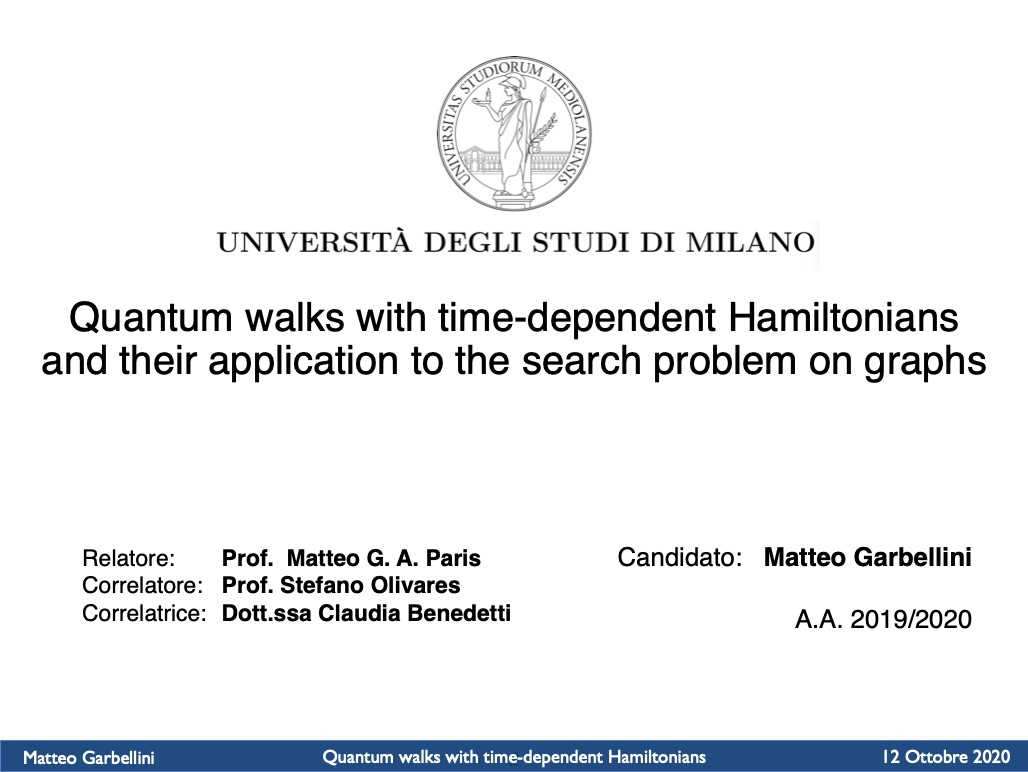 UNIVERSITAS STUDIORUM MEDIOLANENSIS
UNIVERSITÀ DEGLI STUDI DI MILANO
Quantum walks with time-dependent Hamiltonians
and their application to the search problem on graphs
Relatore: Prof. Matteo G. A. Paris
Correlatore: Prof. Stefano Olivares
Correlatrice: Dott.ssa Claudia Benedetti
Candidato: Matteo Garbellini
A.A. 2019/2020
Matteo Garbellini Quantum walks with time-dependent Hamiltonians 12 Ottobre 2020